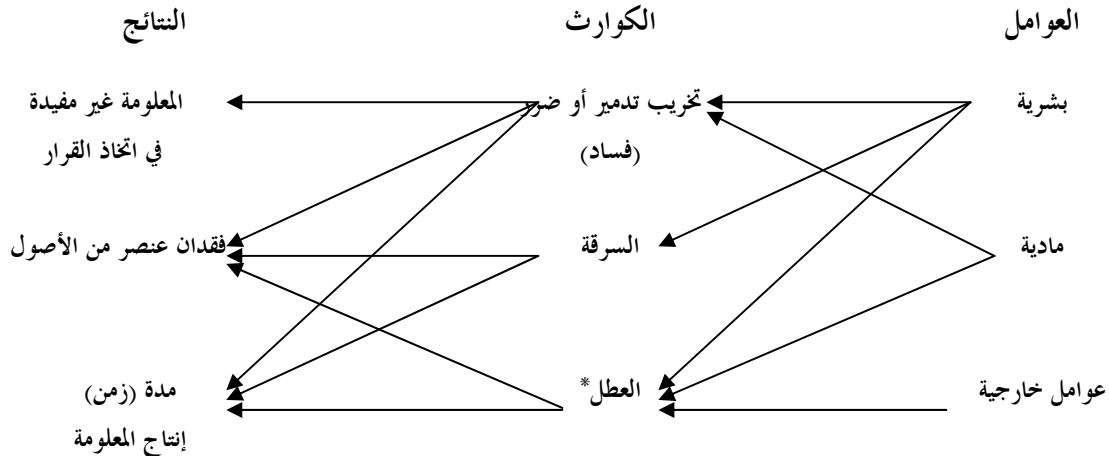 العوامل الكوارث النتائج
بشرية تخريب تدمير أو ضرر المعلومة غير مفيدة
(فساد) في اتخاذ القرار
مادية السرقة فقدان عنصر من الأصول
عوامل خارجية العطل* مدة (زمن)
إنتاج المعلومة